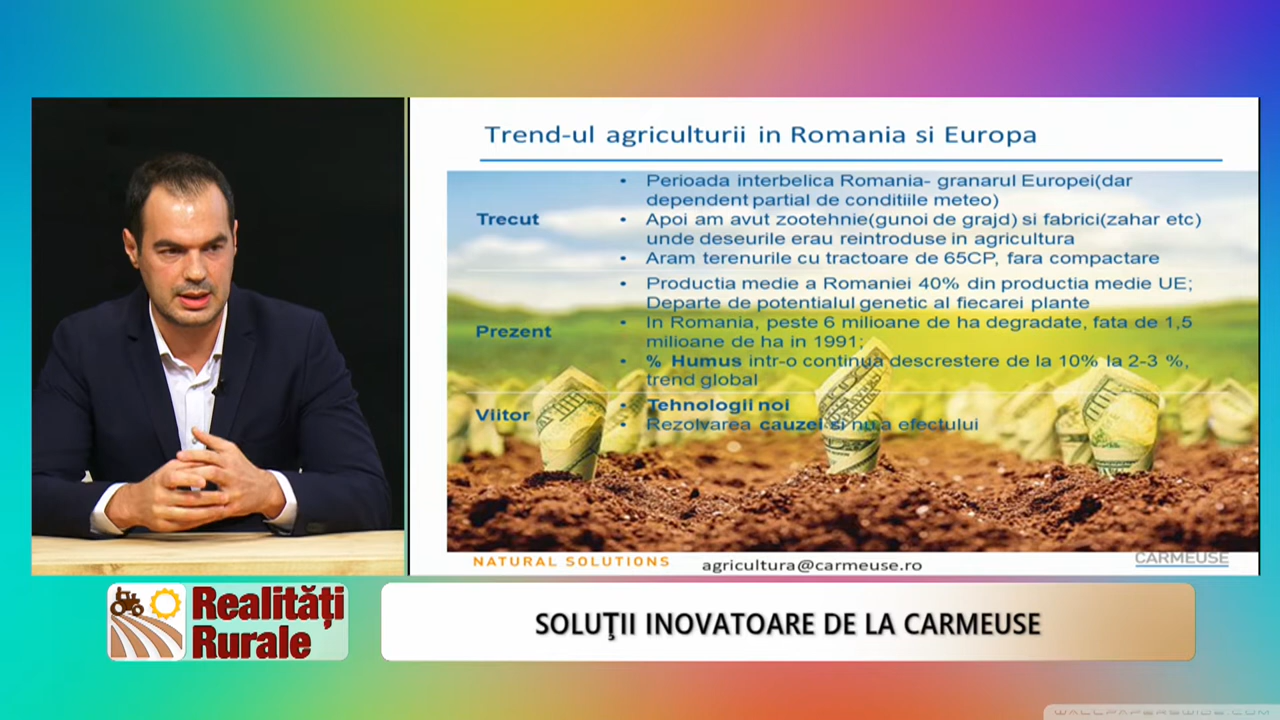 Trend-ul agriculturii in Romania si Europa
Trecut
• Perioada interbelica Romania- granarul Europei(dar
dependent partial de conditiile meteo)
• Apoi am avut zootehnie(gunoi de grajd) si fabrici(zahar etc)
unde deseurile erau reintroduse in agricultura
• Aram terenurile cu tractoare de 65CP, fara compactare
Prezent
• Productia medie a Romaniei 40% din productia medie UE;
Departe de potentialul genetic al fiecarei plante
• In Romania, peste 6 milioane de ha degradate, fata de 1,5
milioane de ha in 1991;
• % Humus intr-o continua descrestere de la 10% la 2-3 %,
trend global
Viitor
• Tehnologii noi
• Rezolvarea cauzei si nu a efectului
NATURAL SOLUTIONS
agricultura@carmeuse.ro
CARMEUSE
Realităţi
Rurale
SOLUŢII INOVATOARE DE LA CARMEUSE
WALLPAPERSWIDE.COM